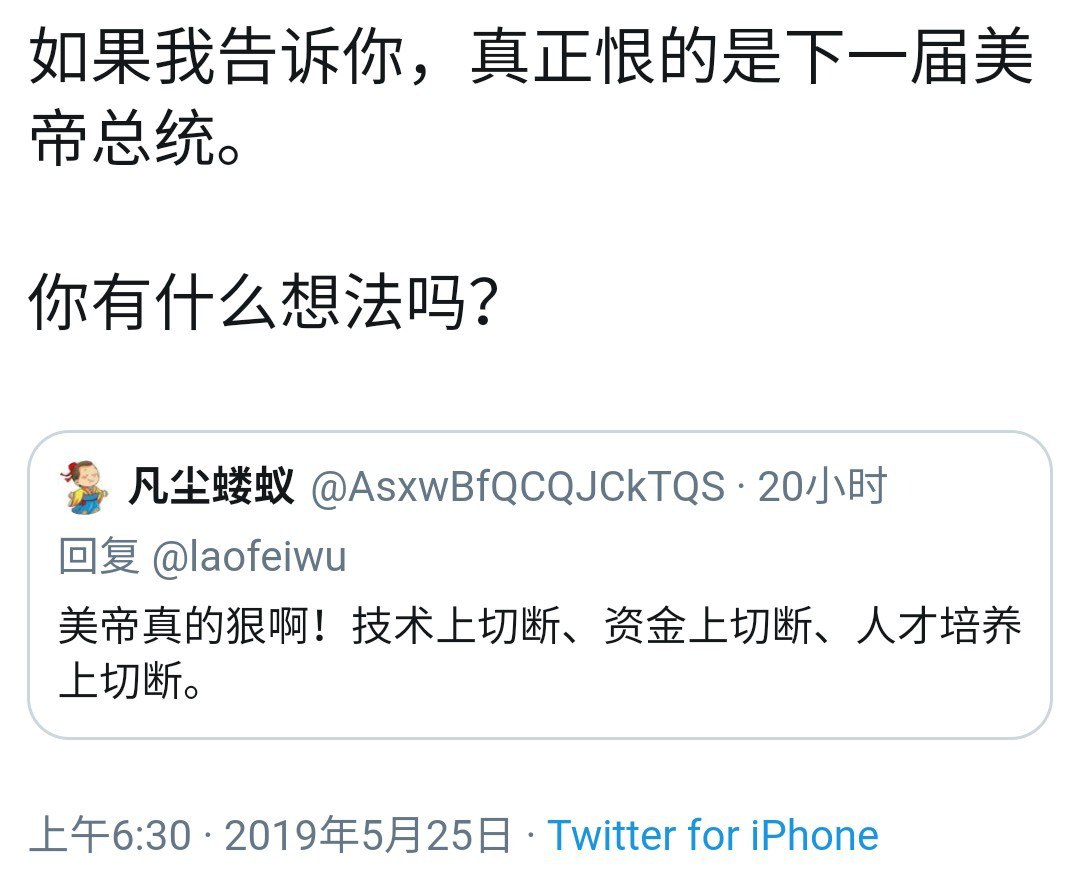 如果我告诉你，真正恨的是下一届美
帝总统。
你有什么想法吗？
凡尘蝼蚁 @AsxwBfQCQJCkTQS · 20小时
回复 @laofeiwu
美帝真的狠啊！技术上切断、资金上切断、人才培养
上切断。
上午6:30 · 2019年5月25日 · Twitter for iPhone